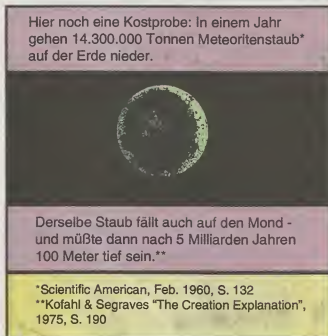 Hier noch eine Kostprobe: In einem Jahr
gehen 14.300.000 Tonnen Meteoritenstaub*
auf der Erde nieder.
Derselbe Staub fällt auch auf den Mond -
und müßte dann nach 5 Milliarden Jahren
100 Meter tief sein.**
*Scientific American, Feb. 1960, S. 132
**Kofahl & Segraves "The Creation Explanation",
1975, S. 190